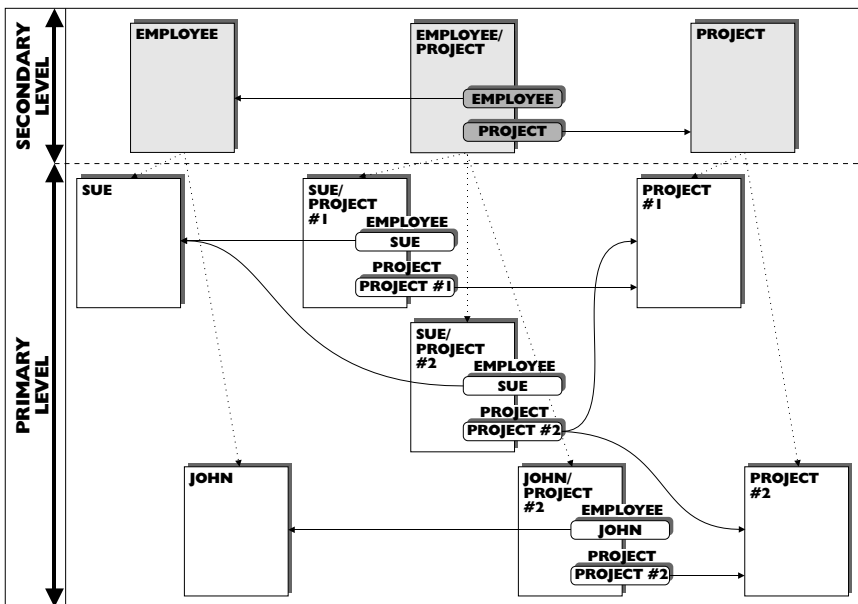 SECONDARY
LEVEL
EMPLOYEE
EMPLOYEE/
PROJECT
EMPLOYEE
PROJECT
PROJECT
PRIMARY
LEVEL
SUE
SUE/
PROJECT
#1
EMPLOYEE
SUE
PROJECT
PROJECT #1
PROJECT
#1
SUE/
PROJECT
#2
EMPLOYEE
SUE
PROJECT
PROJECT #2
JOHN
JOHN/
PROJECT
#2
EMPLOYEE
JOHN
PROJECT
PROJECT #2
PROJECT
#2